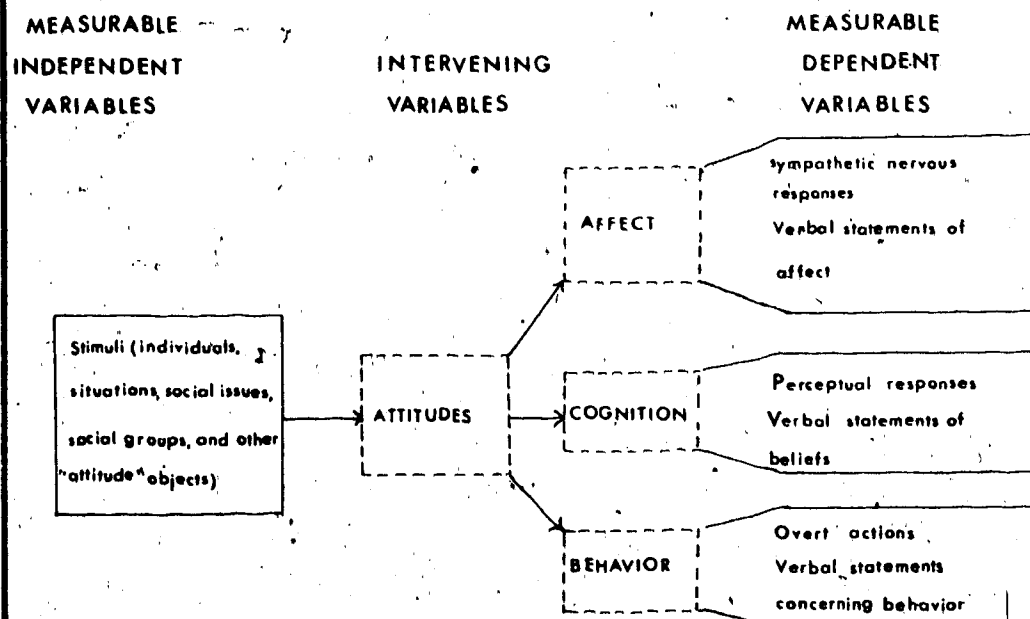 MEASURABLE
INDEPENDENT
VARIABLES
INTERVENING
VARIABLES
MEASURABLE
DEPENDENT
VARIABLES
Stimuli (individuals,
situations, social issues,
social groups, and other
"attitude" objects)
ATTITUDES
AFFECT
sympathetic nervous
responses
Verbal statements of
affect
COGNITION
Perceptual responses
Verbal statements of
beliefs
BEHAVIOR
Overt actions
Verbal statements
concerning behavior